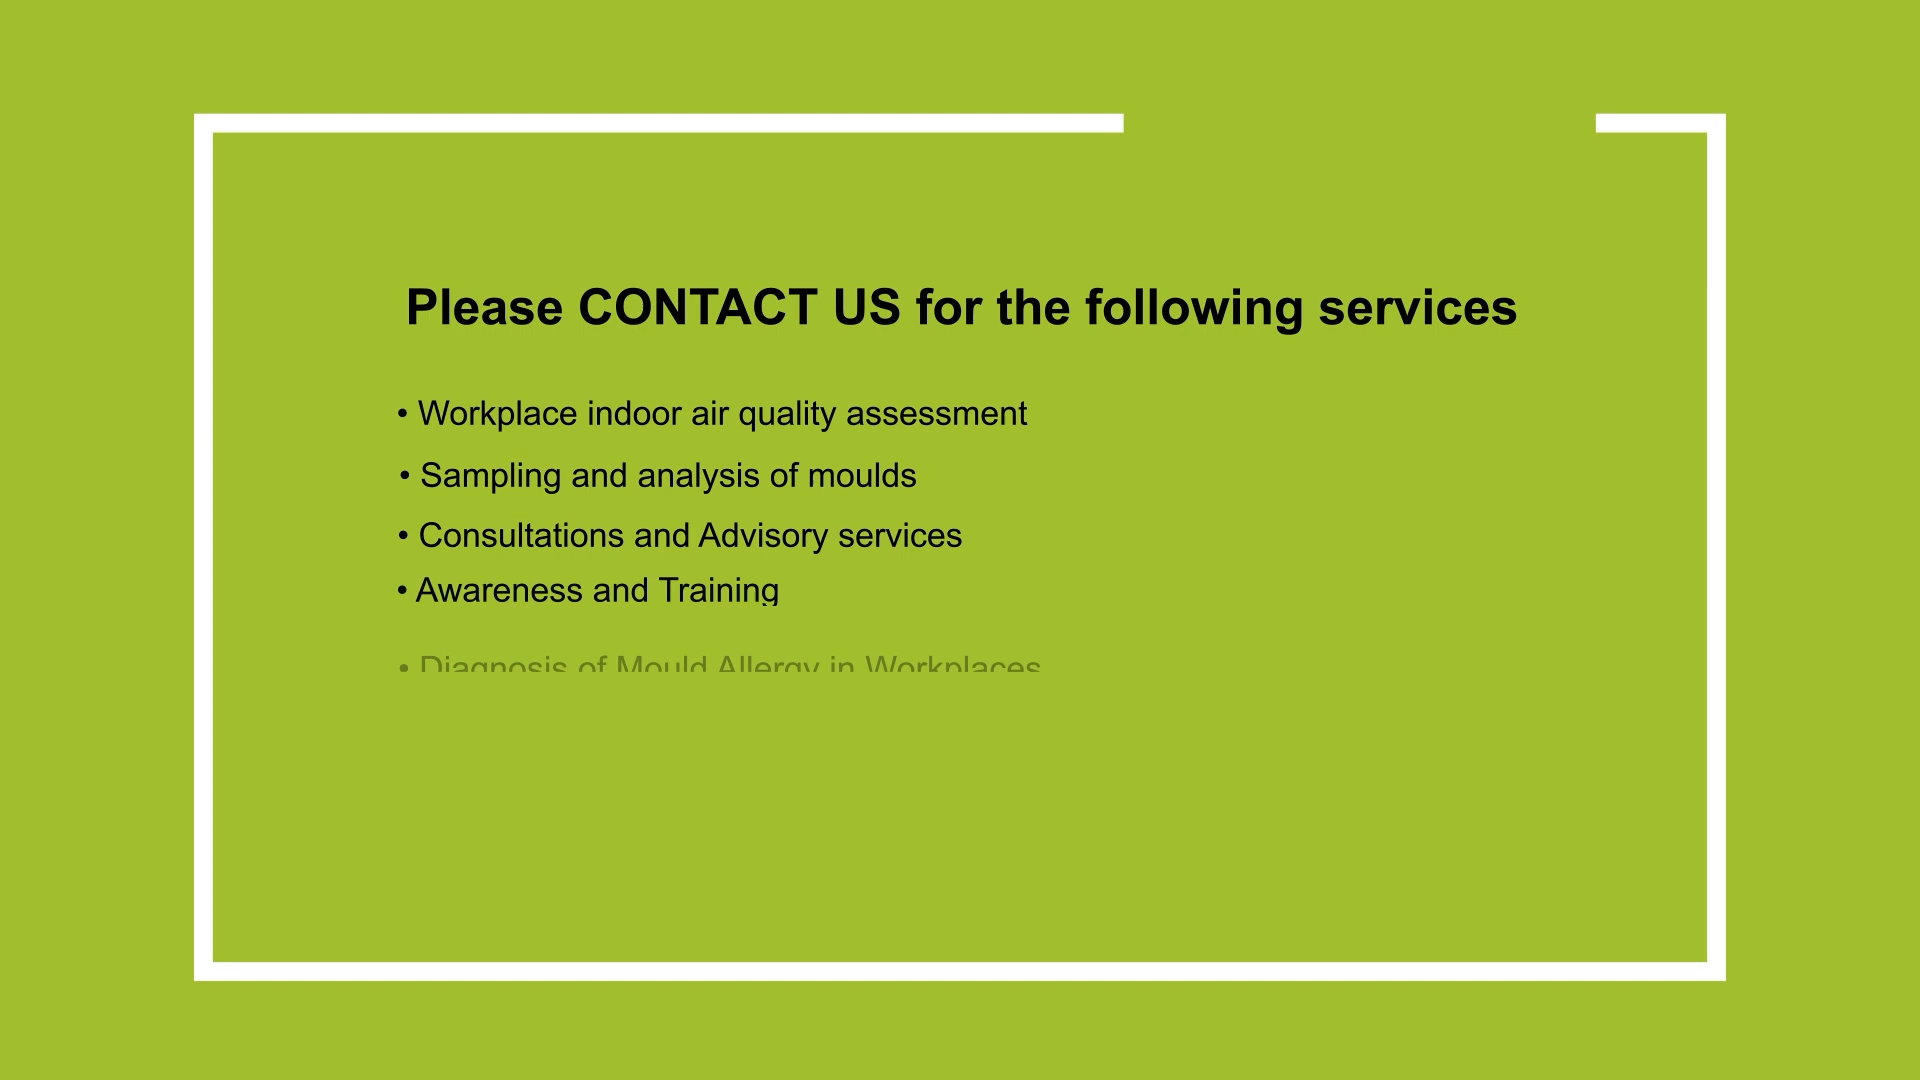 Please CONTACT US for the following services
• Workplace indoor air quality assessment
• Sampling and analysis of moulds
• Consultations and Advisory services
• Awareness and Training
• Diagnosis of Mould Allergy in Workplaces